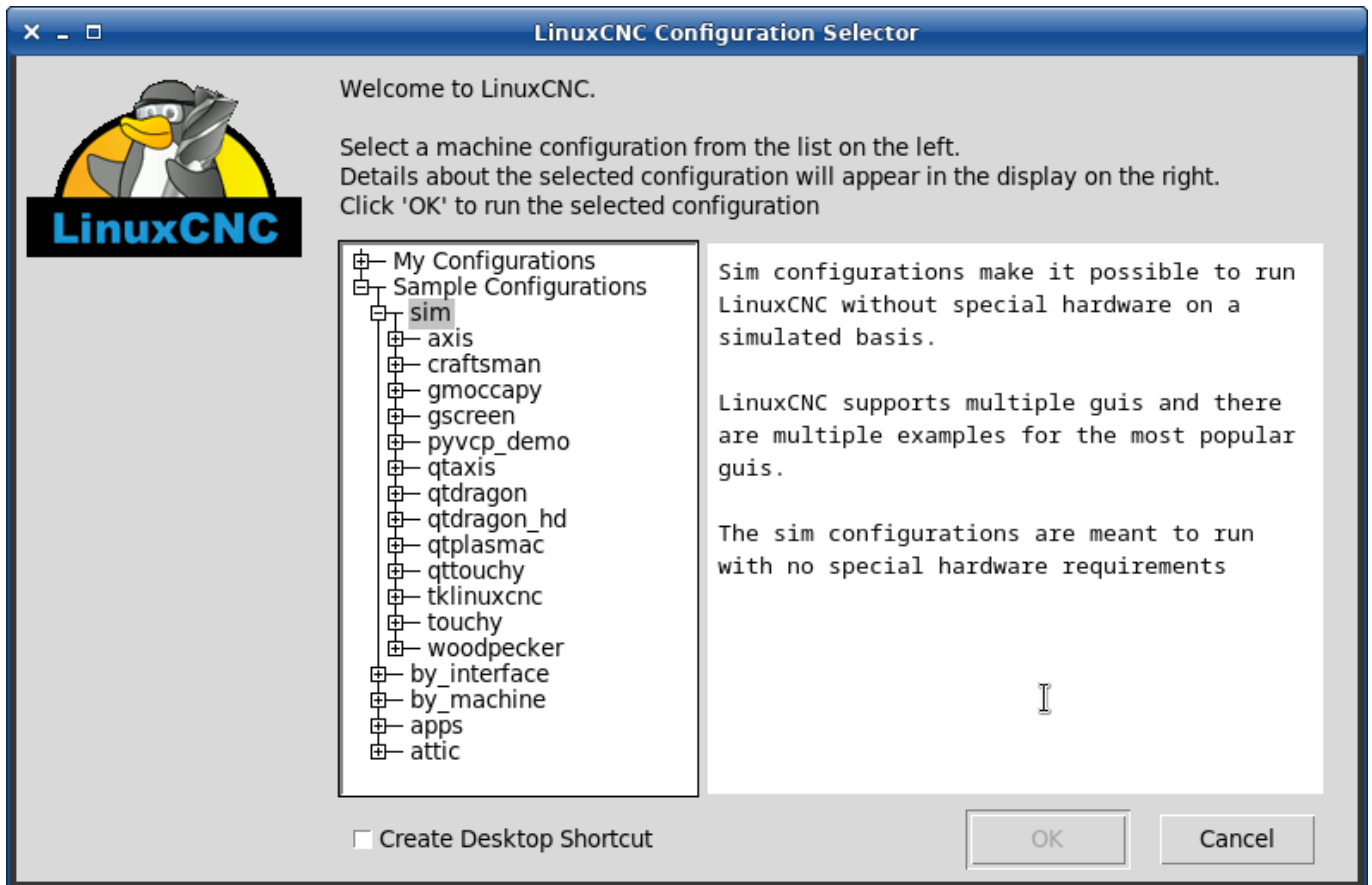 LinuxCNC Configuration Selector
LinuxCNC
Welcome to LinuxCNC.
Select a machine configuration from the list on the left.
Details about the selected configuration will appear in the display on the right.
Click 'OK' to run the selected configuration
My Configurations
Sample Configurations
sim
axis
craftsman
gmoccapy
gscreen
pyvcp_demo
qtaxis
qtdragon
qtdragon_hd
qtplasmac
qttouchy
tklinuxcnc
touchy
woodpecker
by_interface
by_machine
apps
attic
Sim configurations make it possible to run
LinuxCNC without special hardware on a
simulated basis.
LinuxCNC supports multiple guis and there
are multiple examples for the most popular
guis.
The sim configurations are meant to run
with no special hardware requirements
Create Desktop Shortcut
OK
Cancel